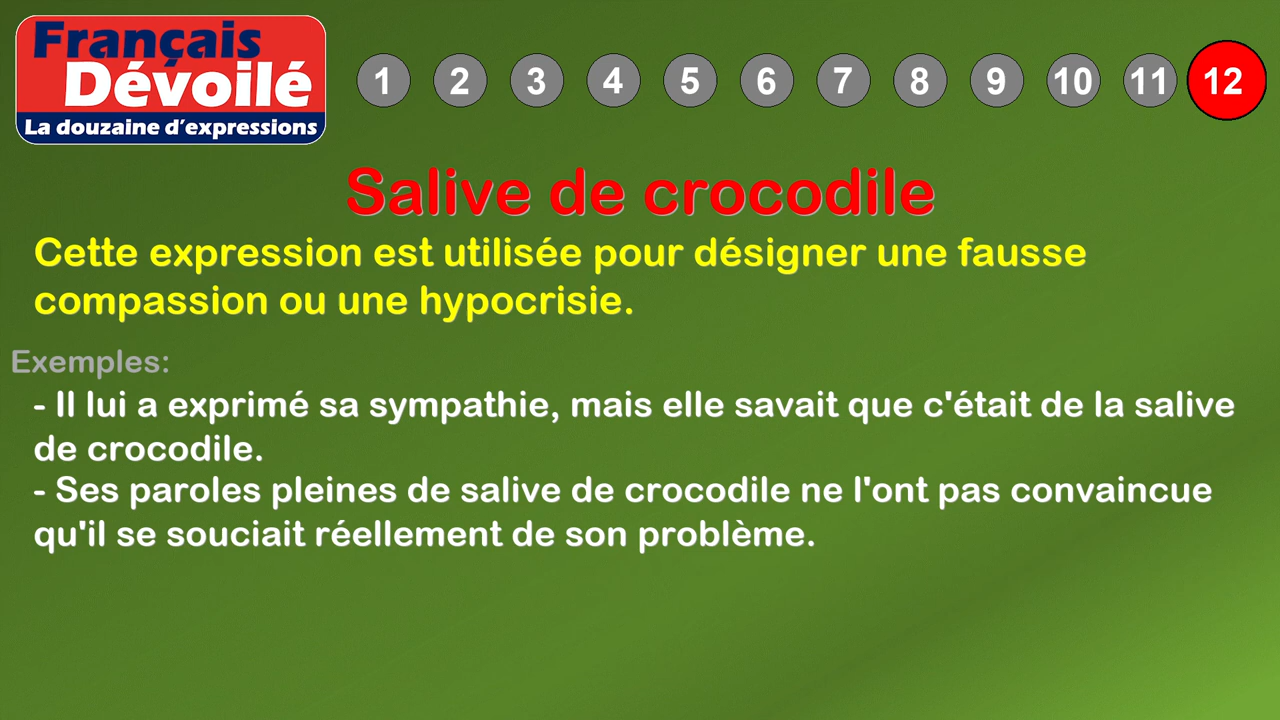 Français
Dévoilé
La douzaine d'expressions
1 2 3 4 5 6 7 8 9 10 11 12
Salive de crocodile
Cette expression est utilisée pour désigner une fausse
compassion ou une hypocrisie.
Exemples:
- Il lui a exprimé sa sympathie, mais elle savait que c'était de la salive
de crocodile.
- Ses paroles pleines de salive de crocodile ne l'ont pas convaincue
qu'il se souciait réellement de son problème.